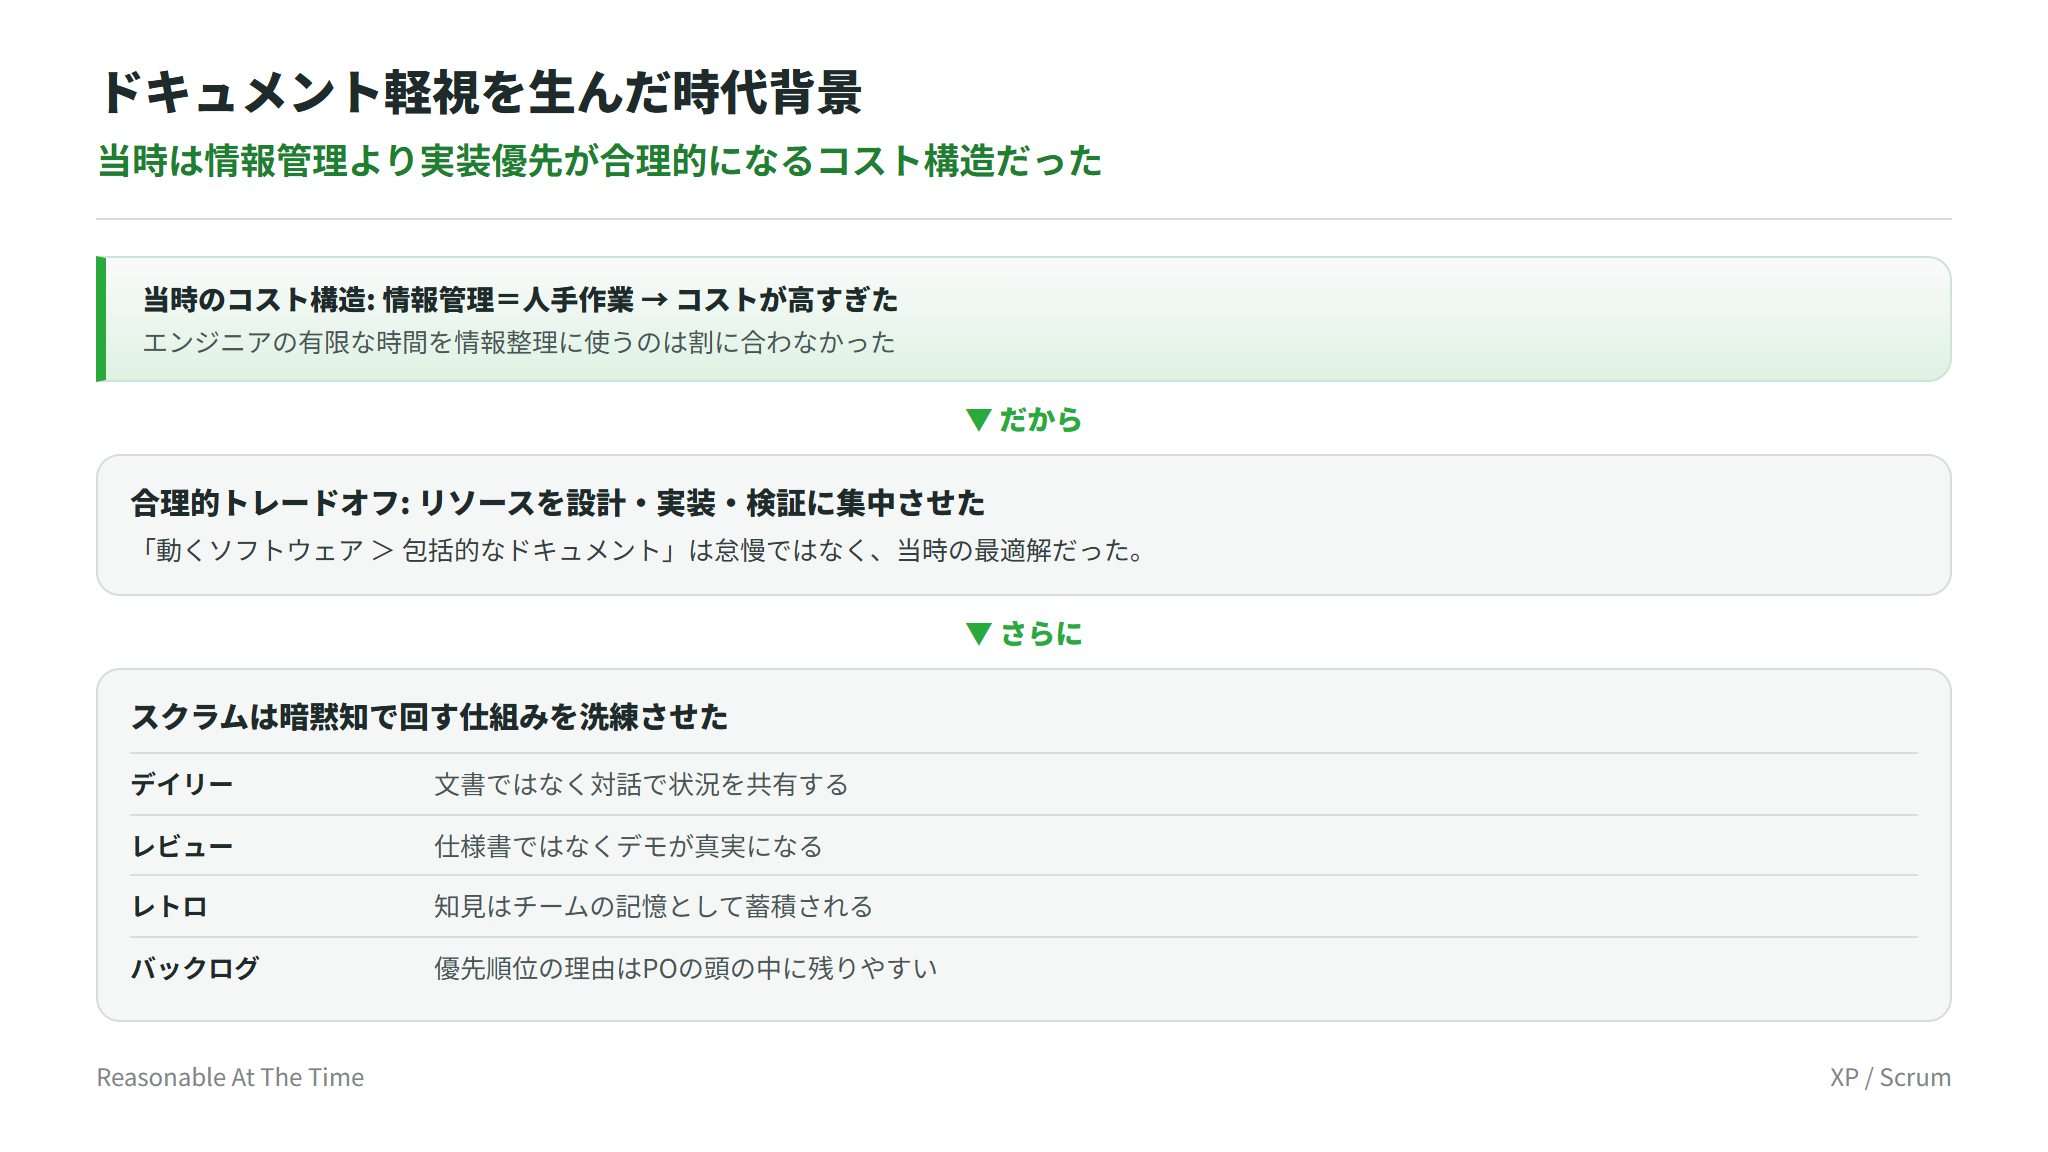 ドキュメント軽視を生んだ時代背景
当時は情報管理より実装優先が合理的になるコスト構造だった
当時のコスト構造: 情報管理＝人手作業 → コストが高すぎた
エンジニアの有限な時間を情報整理に使うのは割に合わなかった
▼ だから
合理的トレードオフ: リソースを設計・実装・検証に集中させた
「動くソフトウェア ＞ 包括的なドキュメント」は怠慢ではなく、当時の最適解だった。
▼ さらに
スクラムは暗黙知で回す仕組みを洗練させた
デイリー 文書ではなく対話で状況を共有する
レビュー 仕様書ではなくデモが真実になる
レトロ 知見はチームの記憶として蓄積される
バックログ 優先順位の理由はPOの頭の中に残りやすい
Reasonable At The Time
XP / Scrum